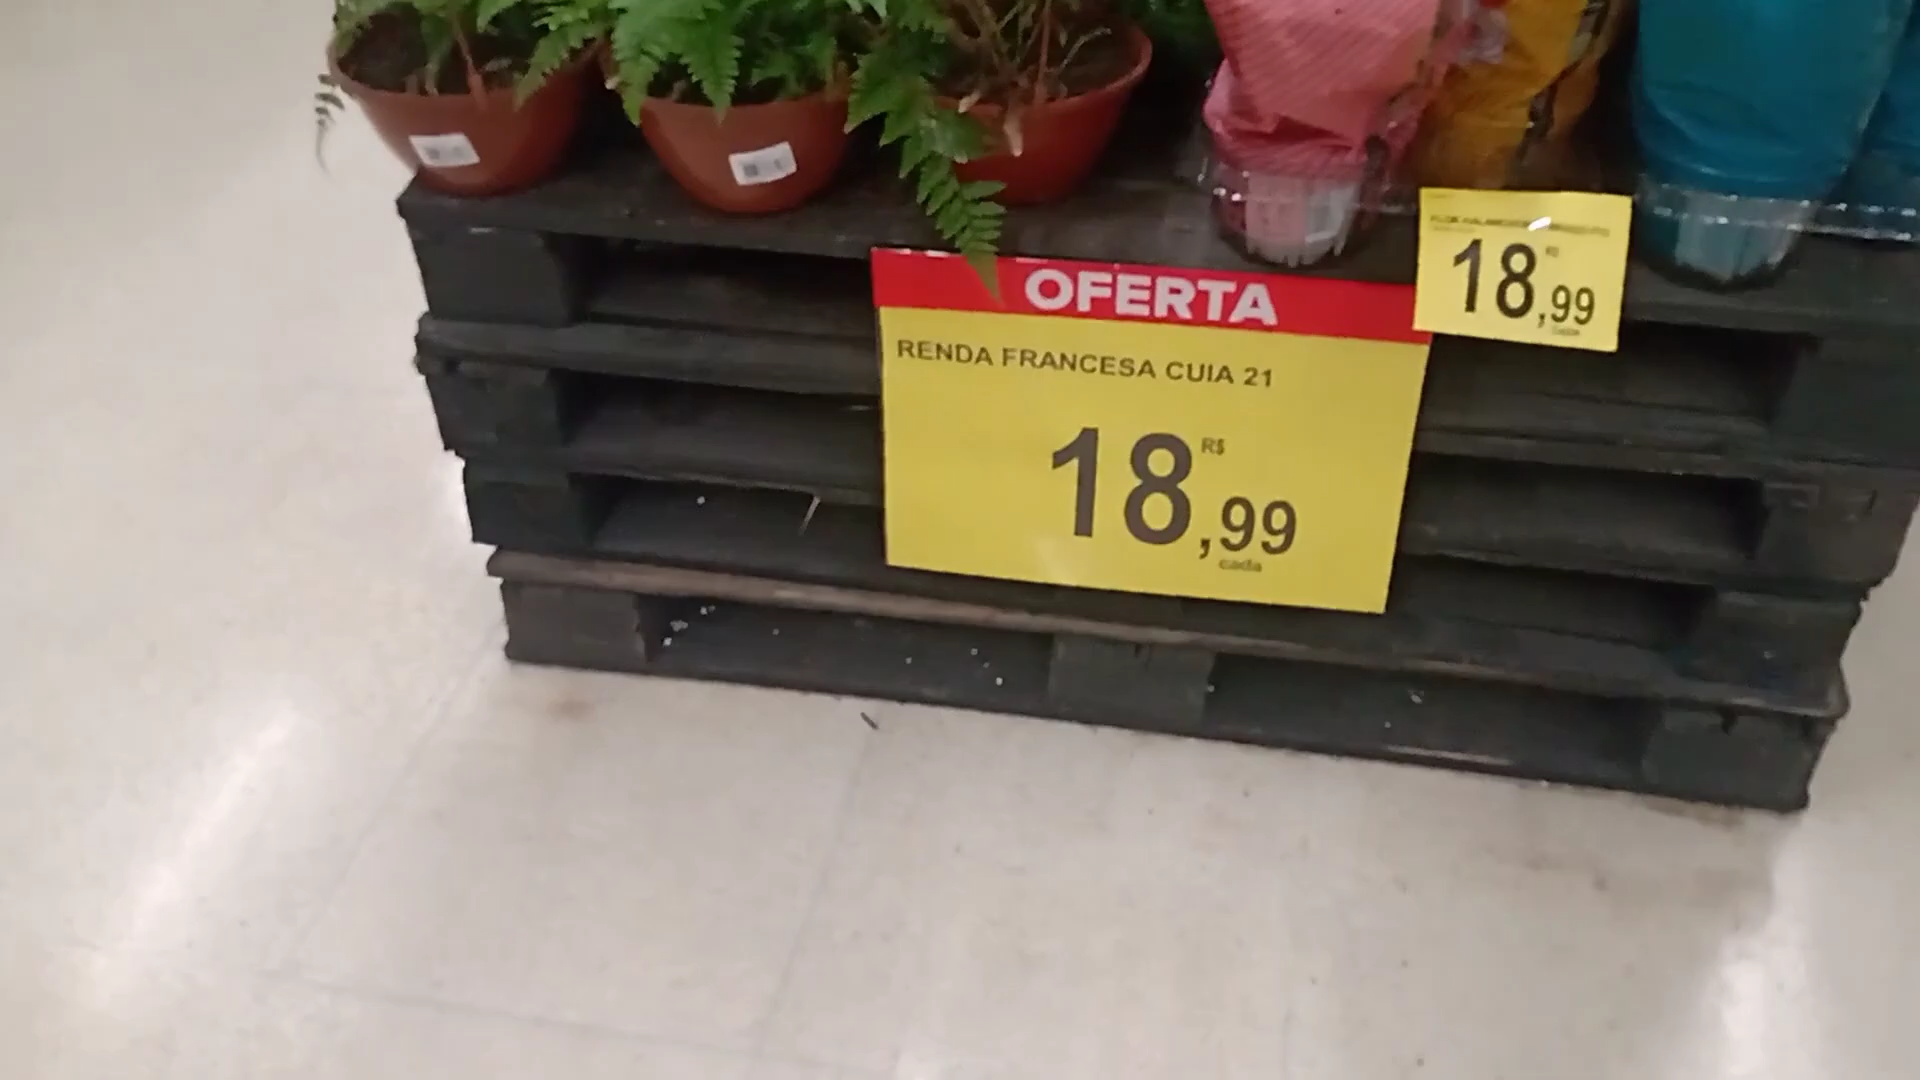 OFERTA
RENDA FRANCESA CUIA 21
R$
18,99
cada
R$
18,99